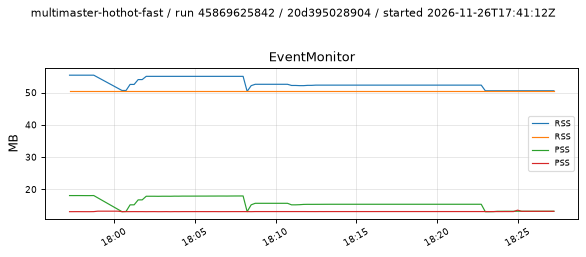 multimaster-hothot-fast / run 45869625842 / 20d395028904 / started 2026-11-26T17:41:12Z
EventMonitor
MB
50
40
30
20
RSS
RSS
PSS
PSS
18:00
18:05
18:10
18:15
18:20
18:25